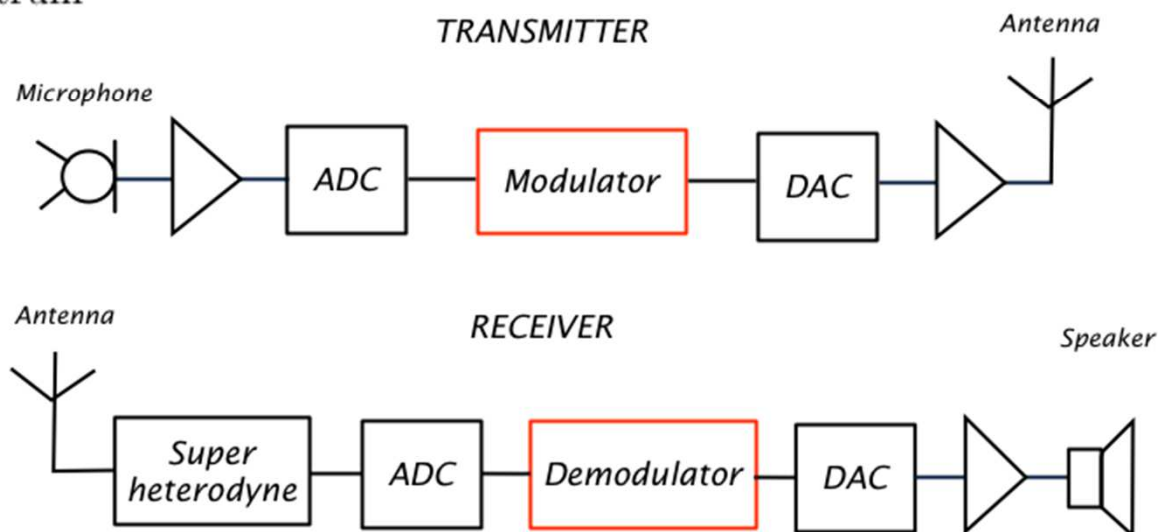 TRANSMITTER
Antenna
Microphone
ADC
Modulator
DAC
Antenna
RECEIVER
Speaker
Super
heterodyne
ADC
Demodulator
DAC